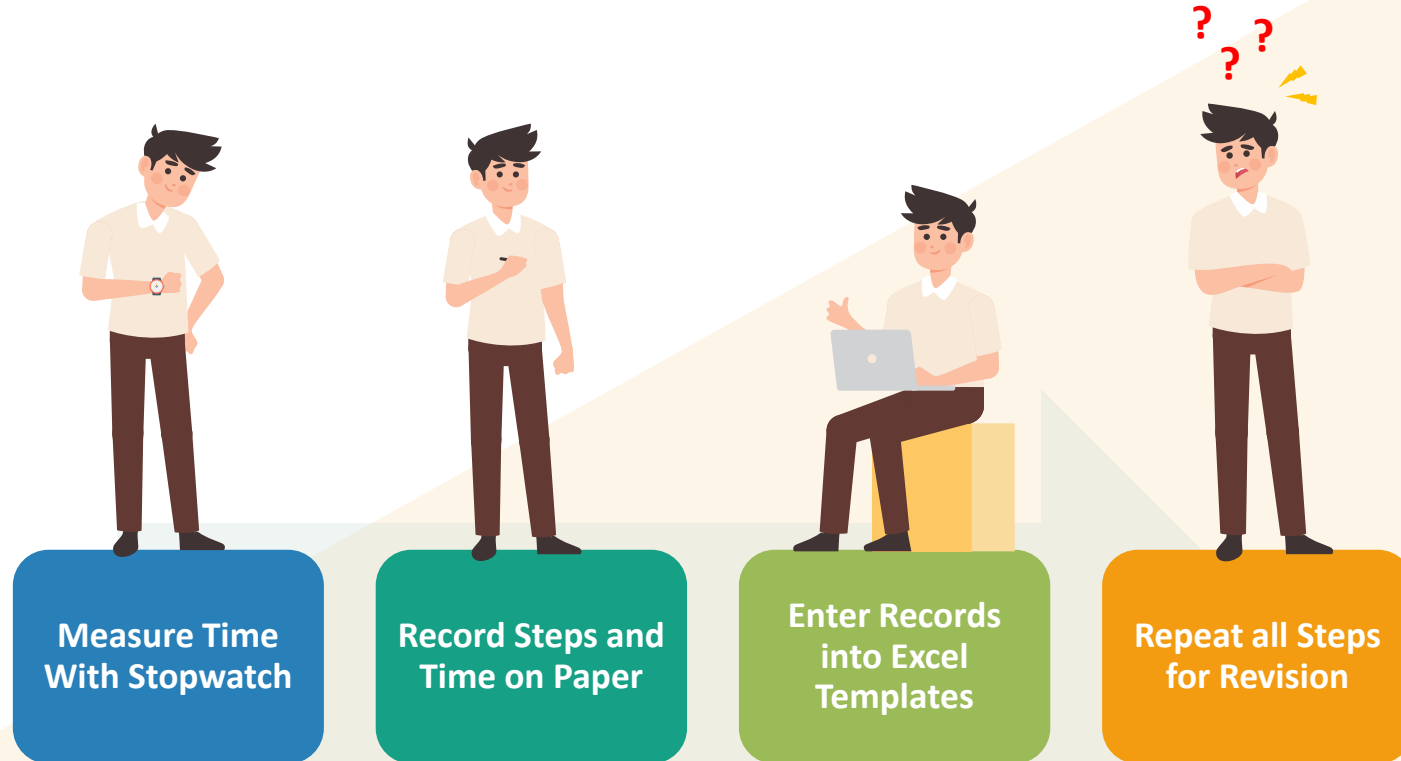 ?
?
?
Measure Time
With Stopwatch
Record Steps and
Time on Paper
Enter Records
into Excel
Templates
Repeat all Steps
for Revision